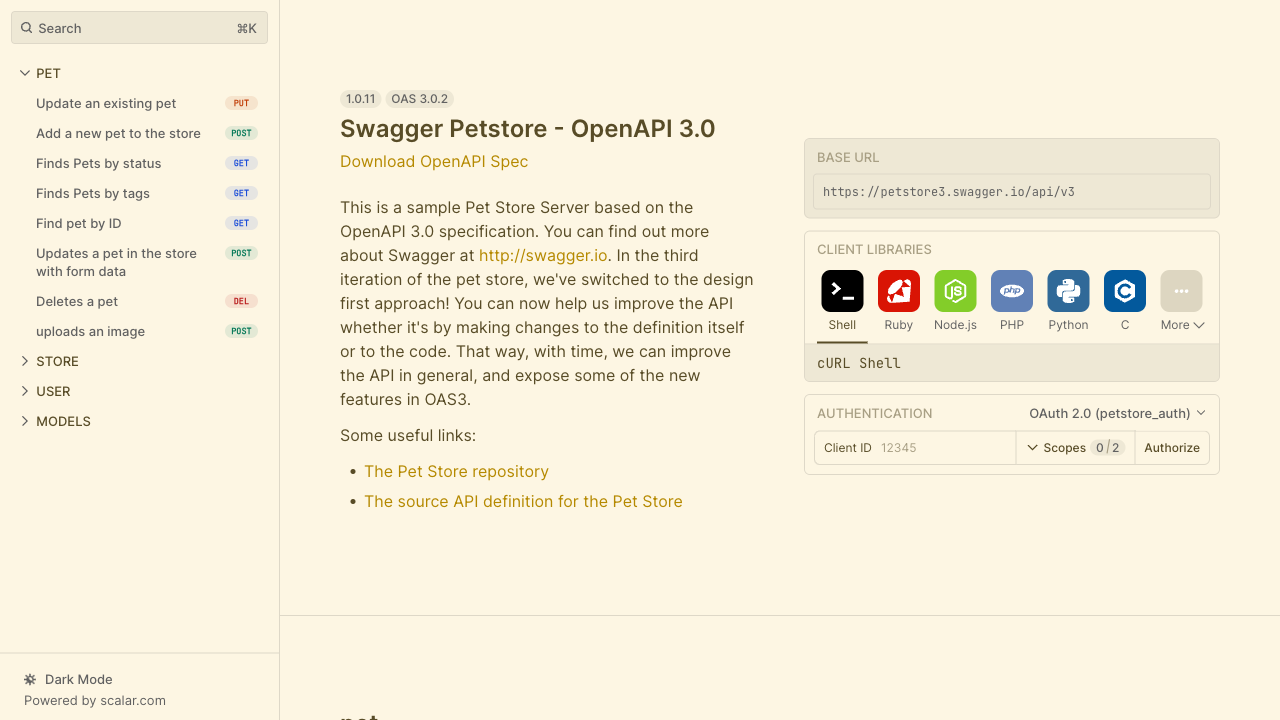 Search ⌘K
PET
Update an existing pet PUT
Add a new pet to the store POST
Finds Pets by status GET
Finds Pets by tags GET
Find pet by ID GET
Updates a pet in the store POST
with form data
Deletes a pet DEL
uploads an image POST
STORE
USER
MODELS
Dark Mode
Powered by scalar.com
1.0.11 OAS 3.0.2
Swagger Petstore - OpenAPI 3.0
Download OpenAPI Spec
This is a sample Pet Store Server based on the
OpenAPI 3.0 specification. You can find out more
about Swagger at http://swagger.io. In the third
iteration of the pet store, we've switched to the design
first approach! You can now help us improve the API
whether it's by making changes to the definition itself
or to the code. That way, with time, we can improve
the API in general, and expose some of the new
features in OAS3.
Some useful links:
• The Pet Store repository
• The source API definition for the Pet Store
BASE URL
https://petstore3.swagger.io/api/v3
CLIENT LIBRARIES
php
JS
Shell Ruby Node.js PHP Python C More
cURL Shell
AUTHENTICATION OAuth 2.0 (petstore_auth)
Client ID 12345 Scopes 0/2 Authorize
pet